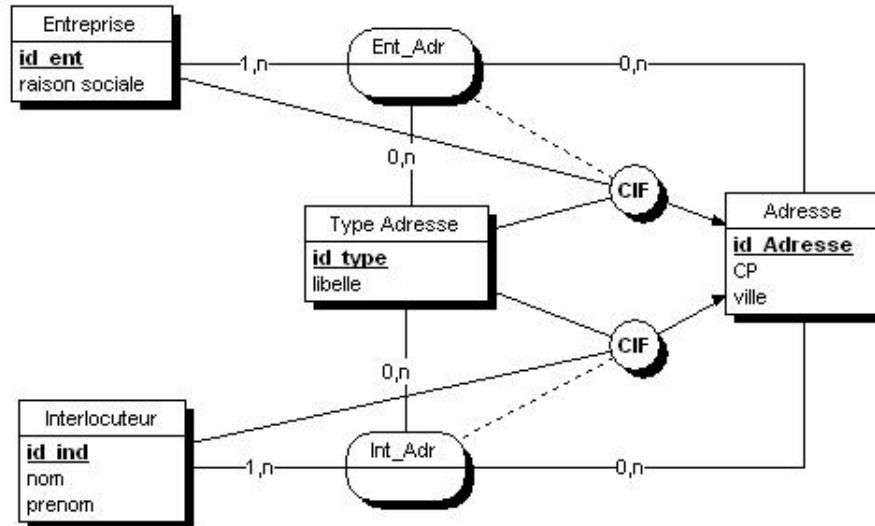 Entreprise
id_ent
raison sociale
1,n
Ent_Adr
0,n
0,n
CIF
Type Adresse
id_type
libelle
Adresse
id_Adresse
CP
ville
CIF
0,n
Interlocuteur
id_ind
nom
prenom
1,n
Int_Adr
0,n